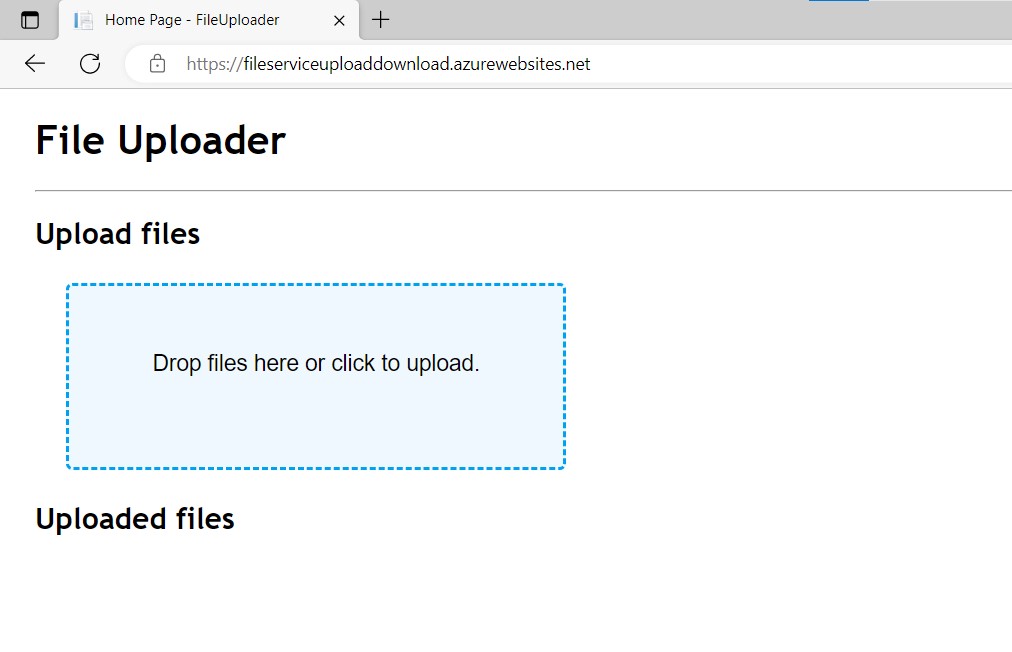 Home Page - FileUploader
https://fileserviceuploaddownload.azurewebsites.net
File Uploader
Upload files
Drop files here or click to upload.
Uploaded files